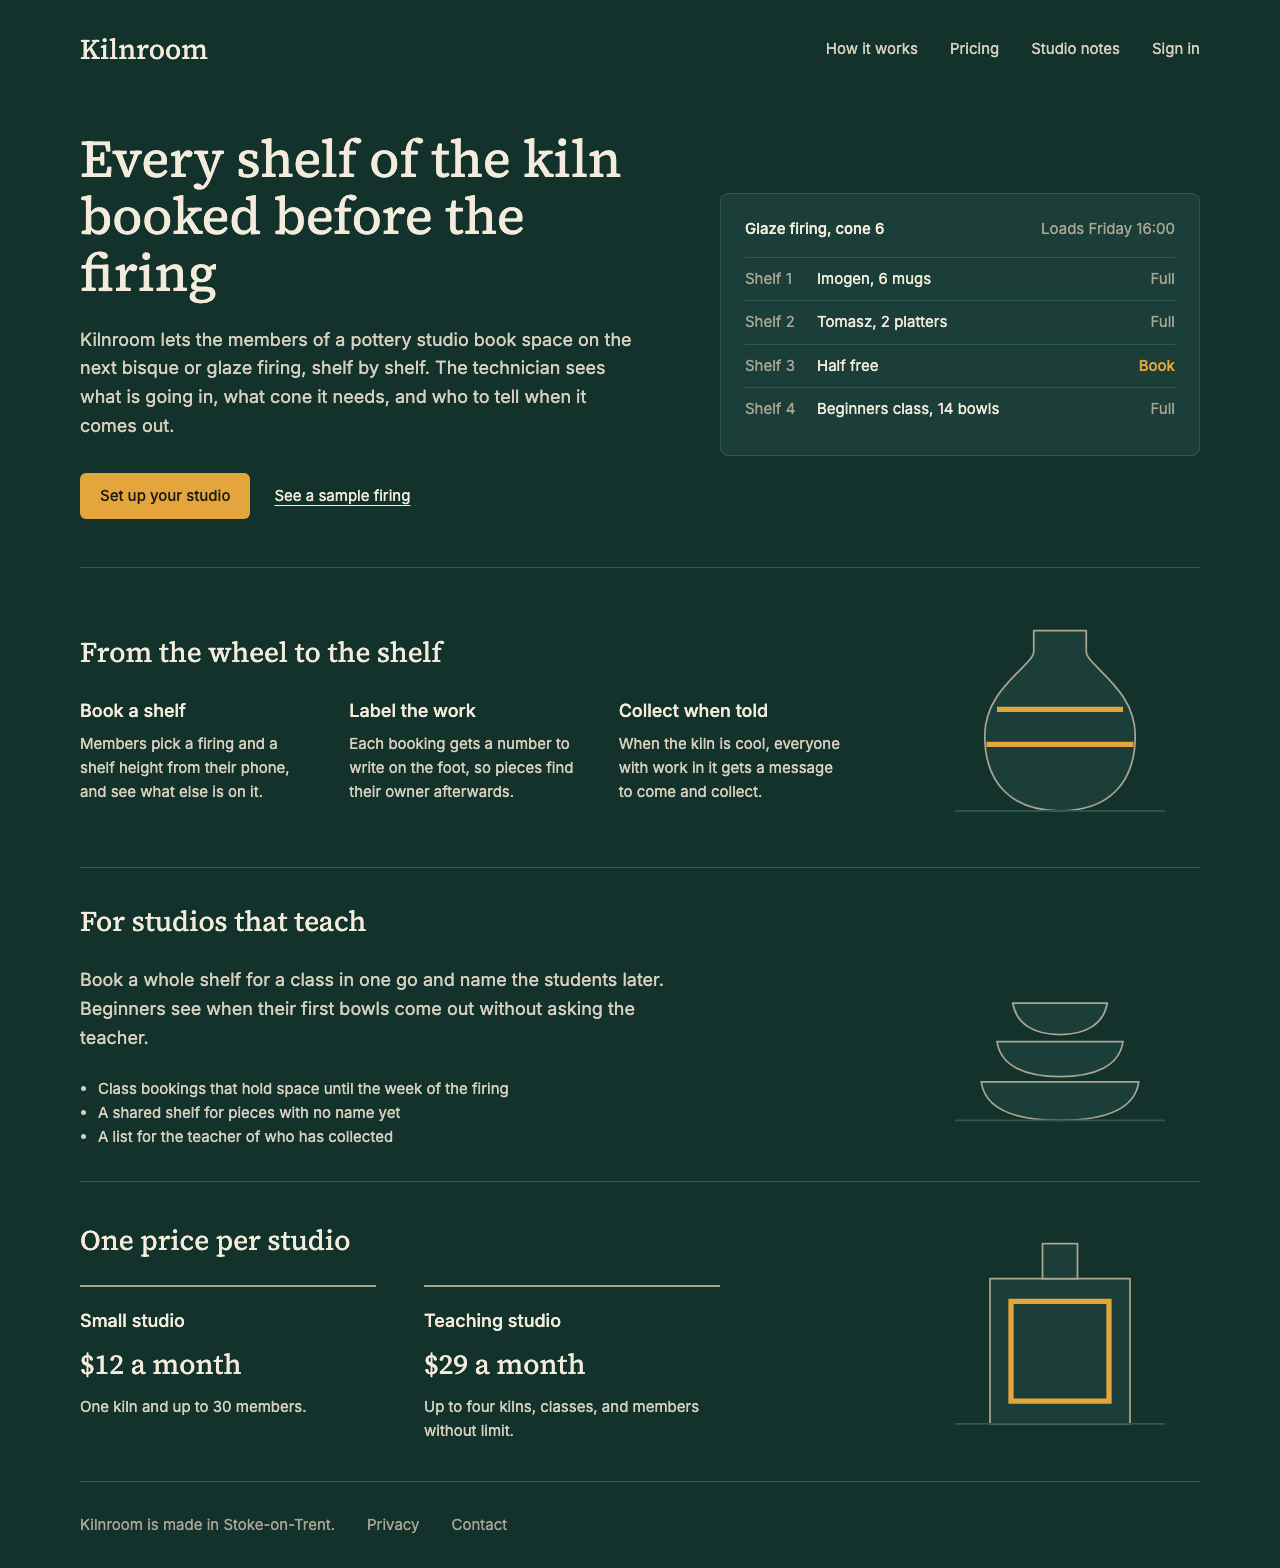 Kilnroom
How it works
Pricing
Studio notes
Sign in
Every shelf of the kiln
booked before the
firing
Kilnroom lets the members of a pottery studio book space on the
next bisque or glaze firing, shelf by shelf. The technician sees
what is going in, what cone it needs, and who to tell when it
comes out.
Set up your studio
See a sample firing
Glaze firing, cone 6
Loads Friday 16:00
Shelf 1 Imogen, 6 mugs Full
Shelf 2 Tomasz, 2 platters Full
Shelf 3 Half free Book
Shelf 4 Beginners class, 14 bowls Full
From the wheel to the shelf
Book a shelf
Members pick a firing and a
shelf height from their phone,
and see what else is on it.
Label the work
Each booking gets a number to
write on the foot, so pieces find
their owner afterwards.
Collect when told
When the kiln is cool, everyone
with work in it gets a message
to come and collect.
For studios that teach
Book a whole shelf for a class in one go and name the students later.
Beginners see when their first bowls come out without asking the
teacher.
• Class bookings that hold space until the week of the firing
• A shared shelf for pieces with no name yet
• A list for the teacher of who has collected
One price per studio
Small studio
$12 a month
One kiln and up to 30 members.
Teaching studio
$29 a month
Up to four kilns, classes, and members
without limit.
Kilnroom is made in Stoke-on-Trent.
Privacy
Contact